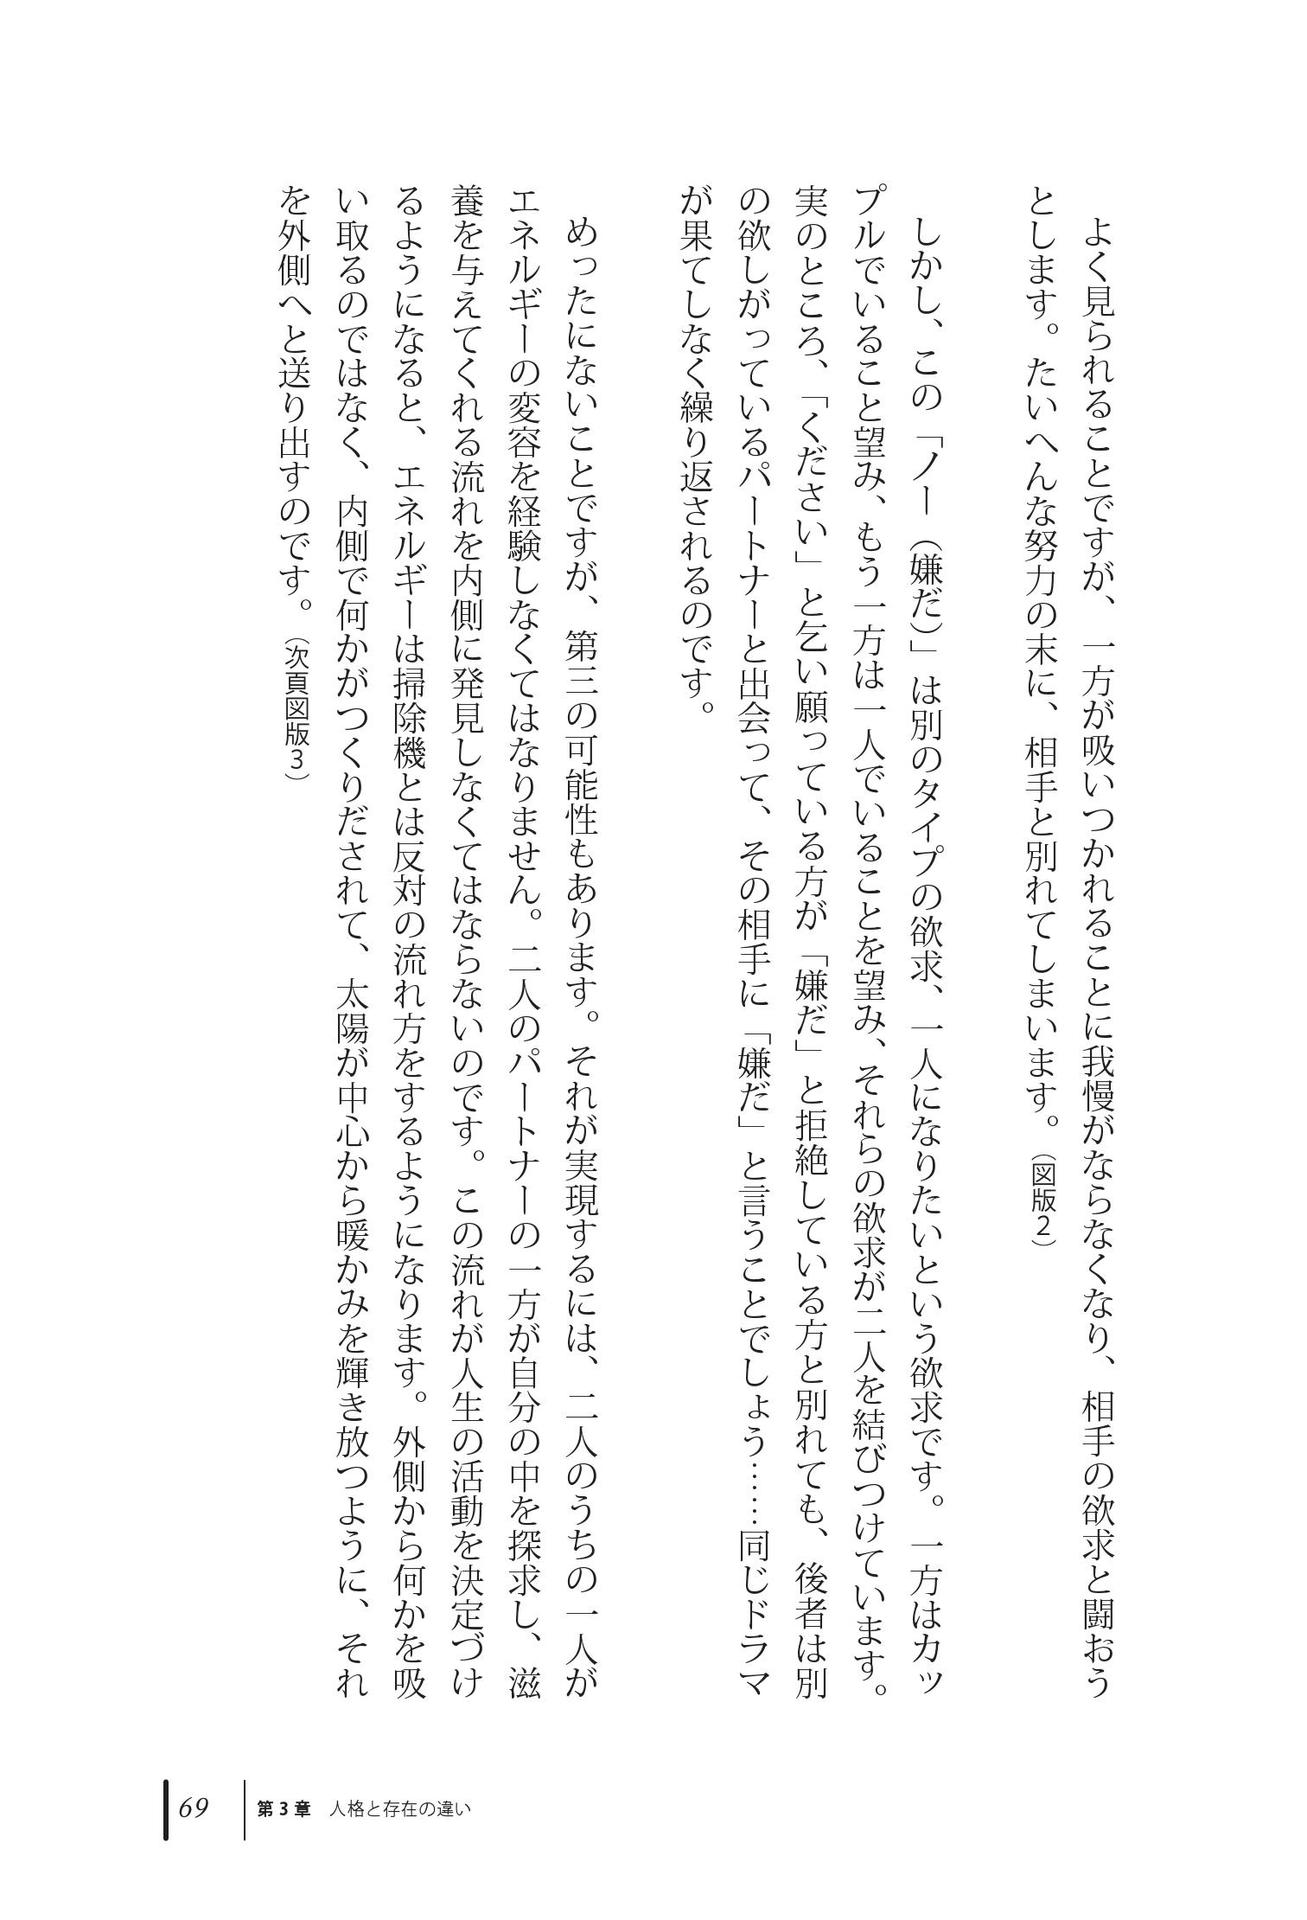 よく見られることですが、一方が吸いつかれることに我慢がならなくなり、相手の欲求と闘おう
とします。たいへんな努力の末に、相手と別れてしまいます。（図版２）
しかし、この「ノー（嫌だ）」は別のタイプの欲求、一人になりたいという欲求です。一方はカッ
プルでいること望み、もう一方は一人でいることを望み、それらの欲求が二人を結びつけています。
実のところ、「ください」と乞い願っている方が「嫌だ」と拒絶している方と別れても、後者は別
の欲しがっているパートナーと出会って、その相手に「嫌だ」と言うことでしょう……同じドラマ
が果てしなく繰り返されるのです。
めったにないことですが、第三の可能性もあります。それが実現するには、二人のうちの一人が
エネルギーの変容を経験しなくてはなりません。二人のパートナーの一方が自分の中を探求し、滋
養を与えてくれる流れを内側に発見しなくてはならないのです。この流れが人生の活動を決定づけ
るようになると、エネルギーは掃除機とは反対の流れ方をするようになります。外側から何かを吸
い取るのではなく、内側で何かがつくりだされて、太陽が中心から暖かみを輝き放つように、それ
を外側へと送り出すのです。（次頁図版３）
69 第3章 人格と存在の違い